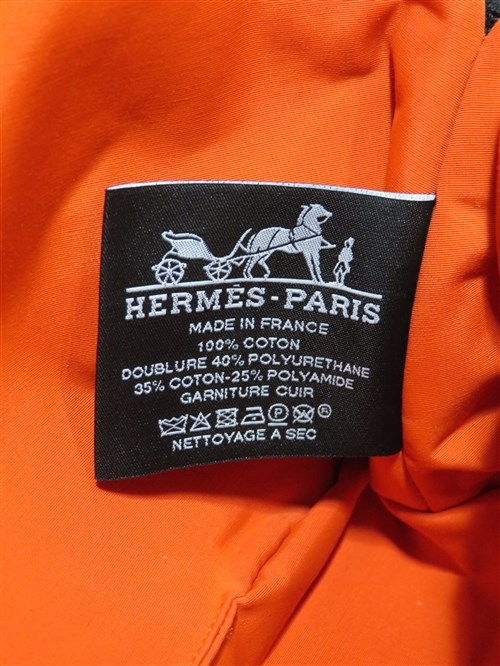 HERMÈS-PARIS
MADE IN FRANCE
100% COTON
DOUBLURE 40% POLYURETHANE
35% COTON-25% POLYAMIDE
GARNITURE CUIR
P
NETTOYAGE A SEC